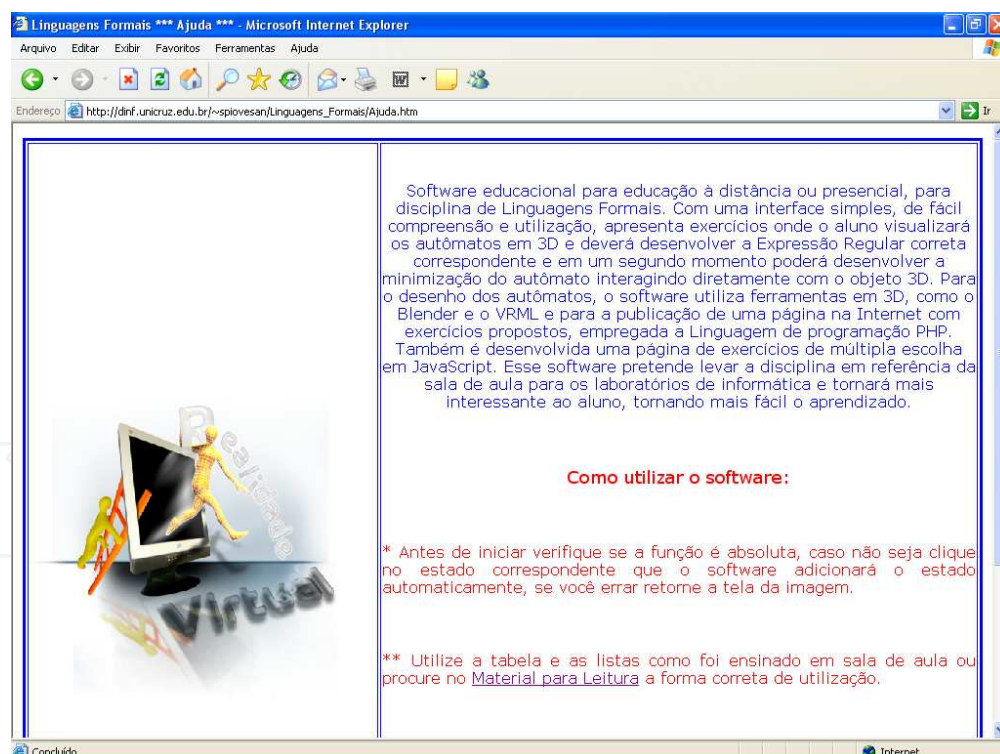 Linguagens Formais *** Ajuda *** - Microsoft Internet Explorer
Arquivo Editar Exibir Favoritos Ferramentas Ajuda
Endereço http://dinf.unicruz.edu.br/~spiovesan/Linguagens_Formais/Ajuda.htm Ir
Software educacional para educação à distância ou presencial, para
disciplina de Linguagens Formais. Com uma interface simples, de fácil
compreensão e utilização, apresenta exercícios onde o aluno visualizará
os autômatos em 3D e deverá desenvolver a Expressão Regular correta
correspondente e em um segundo momento poderá desenvolver a
minimização do autômato interagindo diretamente com o objeto 3D. Para
o desenho dos autômatos, o software utiliza ferramentas em 3D, como o
Blender e o VRML e para a publicação de uma página na Internet com
exercícios propostos, empregada a Linguagem de programação PHP.
Também é desenvolvida uma página de exercícios de múltipla escolha
em JavaScript. Esse software pretende levar a disciplina em referência da
sala de aula para os laboratórios de informática e tornará mais
interessante ao aluno, tornando mais fácil o aprendizado.
Realidade
Virtual
Como utilizar o software:
* Antes de iniciar verifique se a função é absoluta, caso não seja clique
no estado correspondente que o software adicionará o estado
automaticamente, se você errar retorne a tela da imagem.
** Utilize a tabela e as listas como foi ensinado em sala de aula ou
procure no Material para Leitura a forma correta de utilização.
Concluído Internet